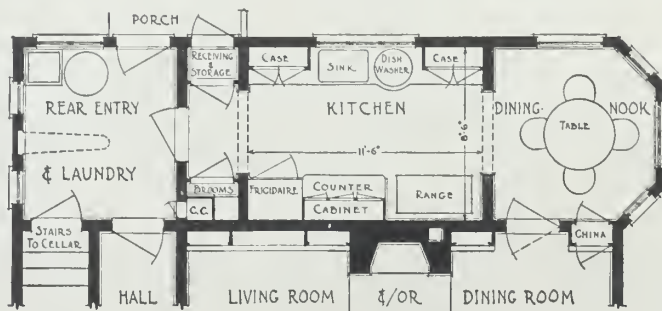 PORCH
RECEIVING
&
STORAGE
CASE
SINK
DISH
WASHER
CASE
REAR ENTRY
KITCHEN
DINING-
NOOK
TABLE
11'-6"
8'-6"
& LAUNDRY
BROOMS
FRIGIDAIRE
COUNTER
CABINET
RANGE
C.C.
STAIRS
TO CELLAR
CHINA
HALL
LIVING ROOM
&/OR
DINING ROOM